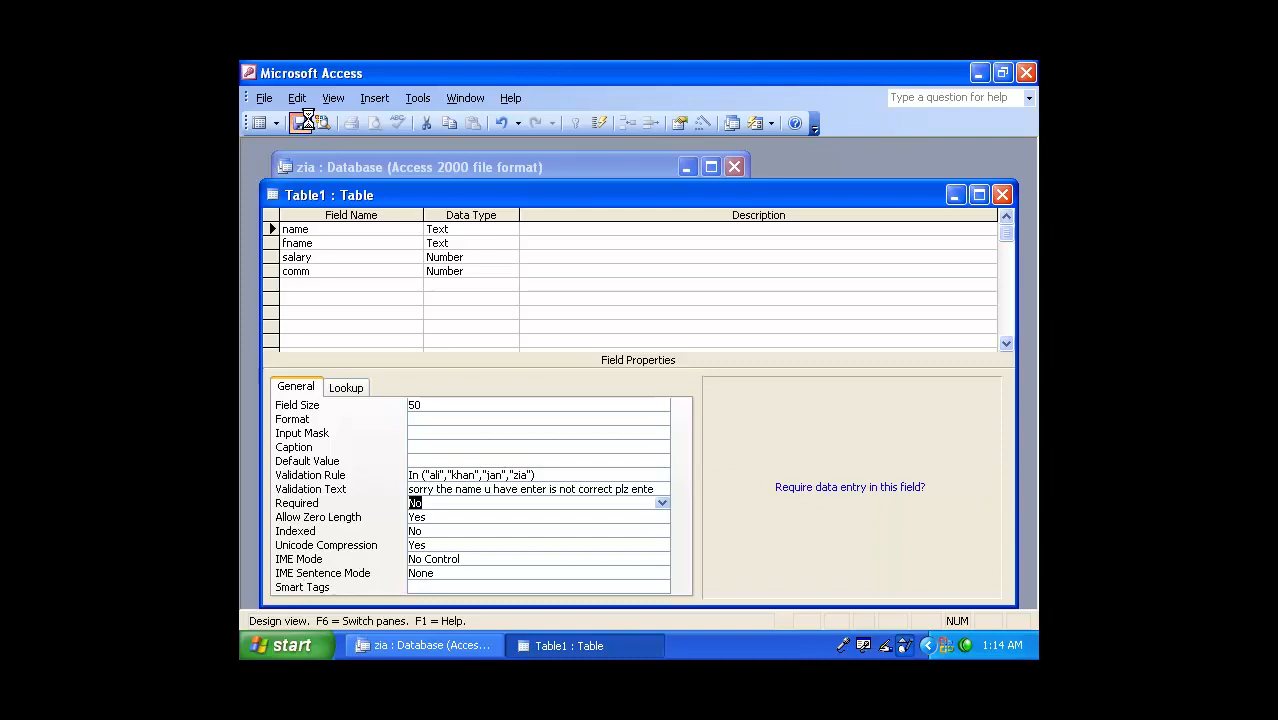 Microsoft Access
File Edit View Insert Tools Window Help
Type a question for help
zia : Database (Access 2000 file format)
Table1 : Table
Field Name Data Type Description
name Text
fname Text
salary Number
comm Number
Field Properties
General Lookup
Field Size 50
Format
Input Mask
Caption
Default Value
Validation Rule In ("ali","khan","jan","zia")
Validation Text sorry the name u have enter is not correct plz ente
Required No
Allow Zero Length Yes
Indexed No
Unicode Compression Yes
IME Mode No Control
IME Sentence Mode None
Smart Tags
Require data entry in this field?
Design view. F6 = Switch panes. F1 = Help.
NUM
start
zia : Database (Acces...
Table1 : Table
1:14 AM